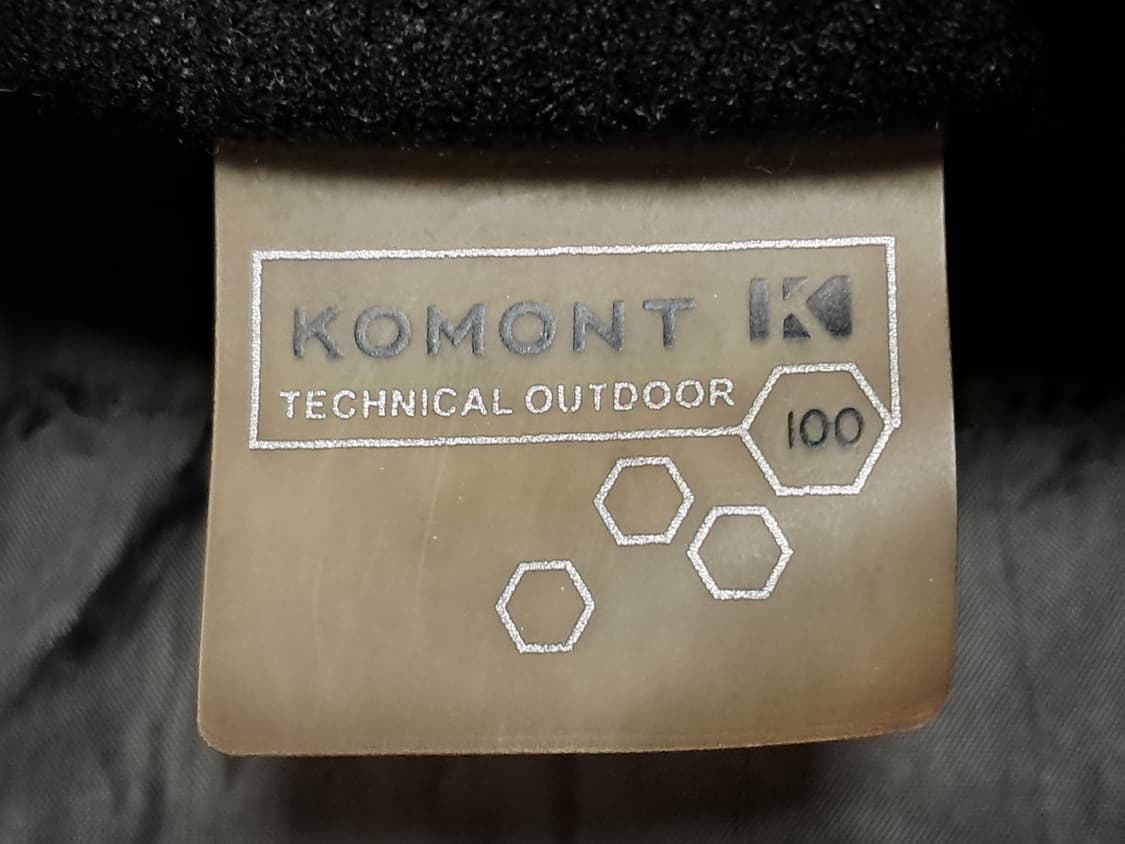 KOMONT K
TECHNICAL OUTDOOR
100